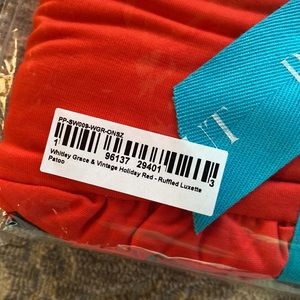 PP-SW009-WGR-ONSZ
1 96137 29401 3
Whitley Grace & Vintage Holiday Red - Ruffled Luxette
Patoo